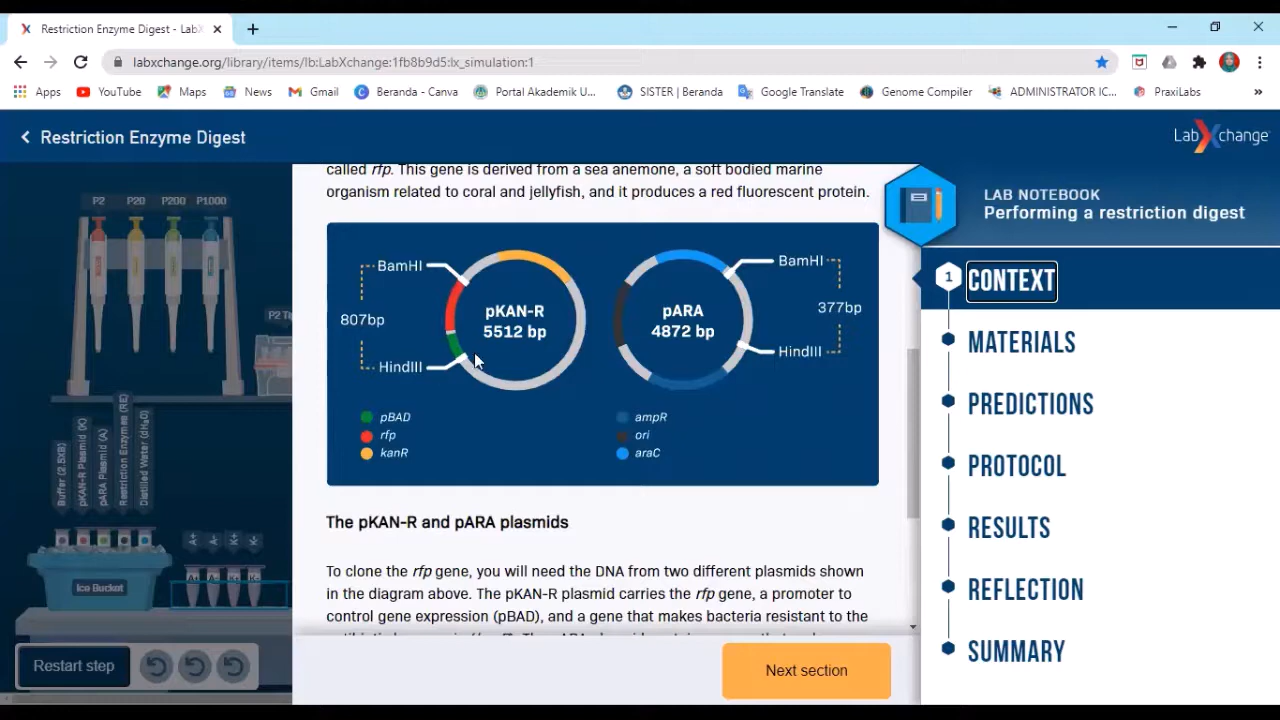 Restriction Enzyme Digest - LabX
labxchange.org/library/items/lb:LabXchange:1fb8b9d5:lx_simulation:1
Apps YouTube Maps News Gmail Beranda - Canva Portal Akademik U... SISTER | Beranda Google Translate Genome Compiler ADMINISTRATOR IC... PraxiLabs »
Restriction Enzyme Digest
LabXchange
P2 P20 P200 P1000
P2 Ti
Buffer (2.5XB)
pKAN-R Plasmid (K)
pARA Plasmid (A)
Restriction Enzymes (RE)
Distilled Water (dH₂O)
A+ A- K+ K-
A+ A- K+ K-
Ice Bucket
Restart step
called rfp. This gene is derived from a sea anemone, a soft bodied marine
organism related to coral and jellyfish, and it produces a red fluorescent protein.
BamHI
807bp
HindIII
pKAN-R
5512 bp
pARA
4872 bp
BamHI
377bp
HindIII
pBAD
rfp
kanR
ampR
ori
araC
The pKAN-R and pARA plasmids
To clone the rfp gene, you will need the DNA from two different plasmids shown
in the diagram above. The pKAN-R plasmid carries the rfp gene, a promoter to
control gene expression (pBAD), and a gene that makes bacteria resistant to the
Next section
LAB NOTEBOOK
Performing a restriction digest
1 CONTEXT
MATERIALS
PREDICTIONS
PROTOCOL
RESULTS
REFLECTION
SUMMARY